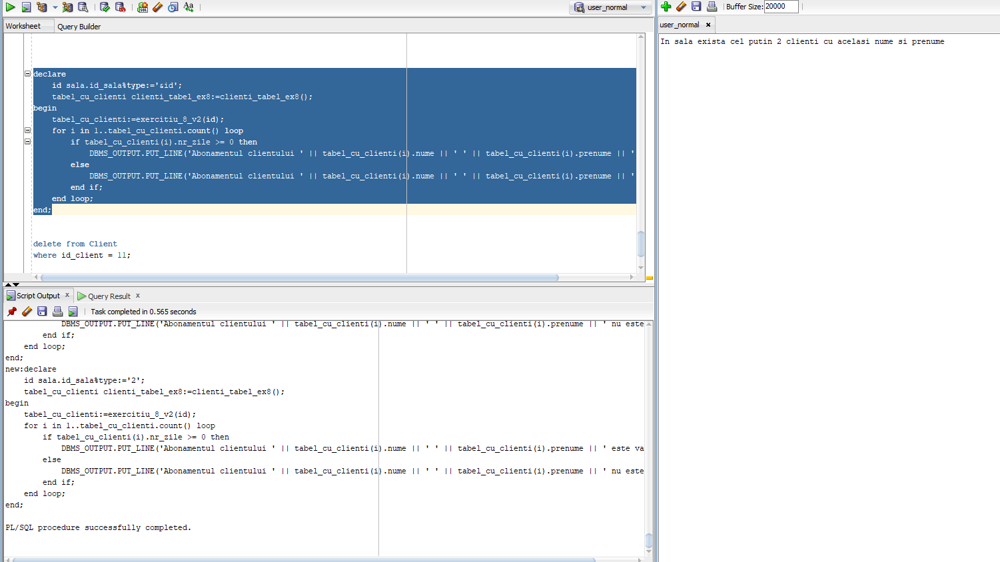 user_normal
Worksheet
Query Builder
declare
    id sala.id_sala%type:='&id';
    tabel_cu_clienti clienti_tabel_ex8:=clienti_tabel_ex8();
begin
    tabel_cu_clienti:=exercitiu_8_v2(id);
    for i in 1..tabel_cu_clienti.count() loop
        if tabel_cu_clienti(i).nr_zile >= 0 then
            DBMS_OUTPUT.PUT_LINE('Abonamentul clientului ' || tabel_cu_clienti(i).nume || ' ' || tabel_cu_clienti(i).prenume || '
        else
            DBMS_OUTPUT.PUT_LINE('Abonamentul clientului ' || tabel_cu_clienti(i).nume || ' ' || tabel_cu_clienti(i).prenume || '
        end if;
    end loop;
end;
delete from Client
where id_client = 11;
Script Output x
Query Result x
Task completed in 0.565 seconds
            DBMS_OUTPUT.PUT_LINE('Abonamentul clientului ' || tabel_cu_clienti(i).nume || ' ' || tabel_cu_clienti(i).prenume || ' nu este
        end if;
    end loop;
end;
new:declare
    id sala.id_sala%type:='2';
    tabel_cu_clienti clienti_tabel_ex8:=clienti_tabel_ex8();
begin
    tabel_cu_clienti:=exercitiu_8_v2(id);
    for i in 1..tabel_cu_clienti.count() loop
        if tabel_cu_clienti(i).nr_zile >= 0 then
            DBMS_OUTPUT.PUT_LINE('Abonamentul clientului ' || tabel_cu_clienti(i).nume || ' ' || tabel_cu_clienti(i).prenume || ' este va
        else
            DBMS_OUTPUT.PUT_LINE('Abonamentul clientului ' || tabel_cu_clienti(i).nume || ' ' || tabel_cu_clienti(i).prenume || ' nu este
        end if;
    end loop;
end;
PL/SQL procedure successfully completed.
Buffer Size: 20000
user_normal x
In sala exista cel putin 2 clienti cu acelasi nume si prenume